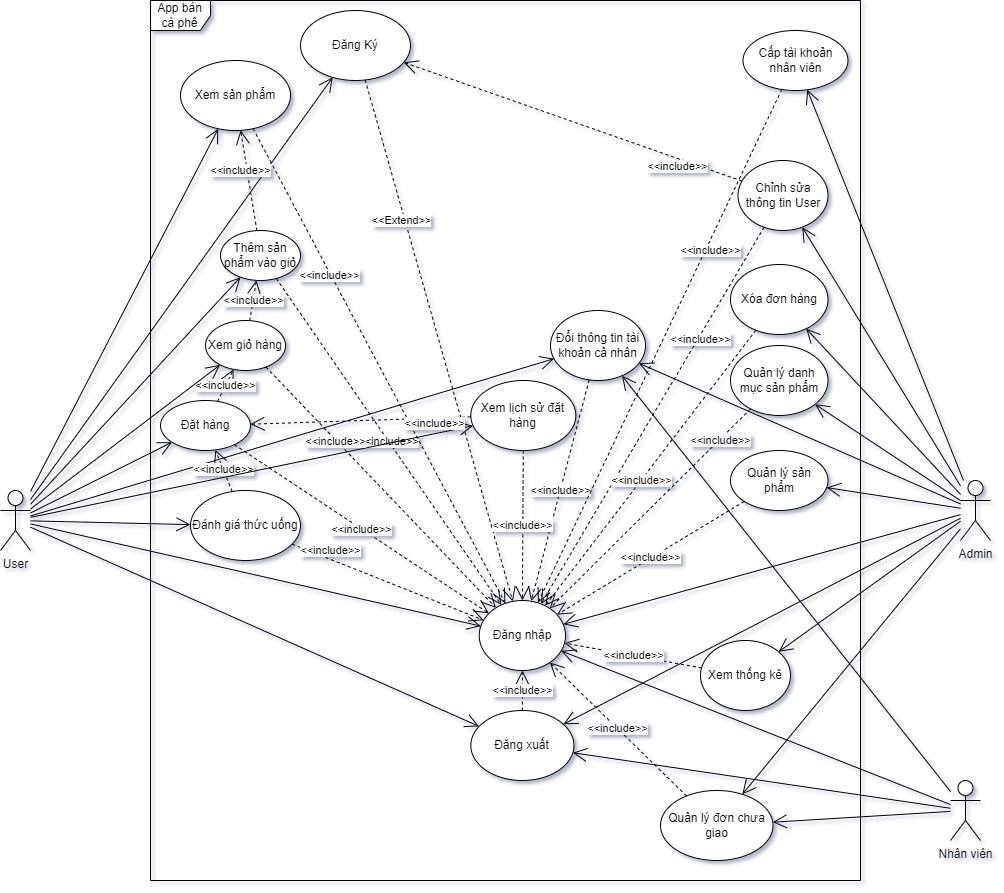 App bán
cả phê
Đăng Ký
Cấp tài khoản
nhân viên
Xem sản phẩm
<<include>>
<<include>>
Chỉnh sửa
thông tin User
<<Extend>>
Thêm sản
phẩm vào giỏ
<<include>>
<<include>>
<<include>>
Xóa đơn hàng
Xem giỏ hàng
Đổi thông tin tài
khoản cả nhân
<<include>>
Quản lý danh
mục sản phẩm
<<include>>
Xem lịch sử đặt
hàng
Đặt hàng
<<include>>
<<include>>
<<include>>
<<include>>
<<include>>
Quản lý sản
phẩm
<<include>>
<<include>>
Đánh giá thức uống
<<include>>
<<include>>
<<include>>
<<include>>
User
Admin
Đăng nhập
<<include>>
Xem thống kê
<<include>>
<<include>>
Đăng xuất
Quản lý đơn chưa
giao
Nhân viên